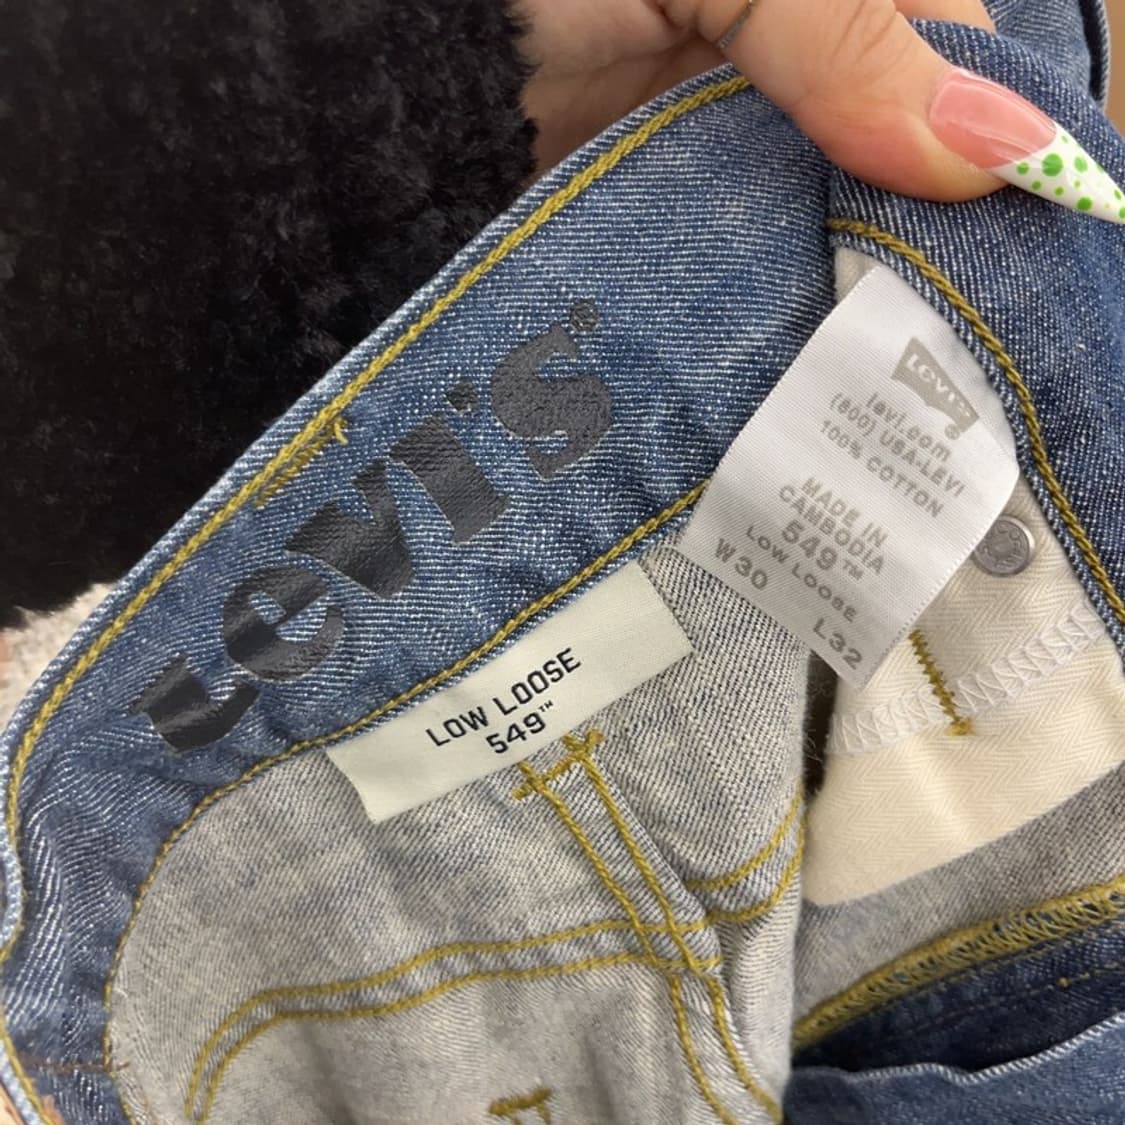 Levi's®
LOW LOOSE
549™
Levi's®
levi.com
(800) USA-LEVI
100% COTTON
MADE IN
CAMBODIA
549™
LOW LOOSE
W30 L32